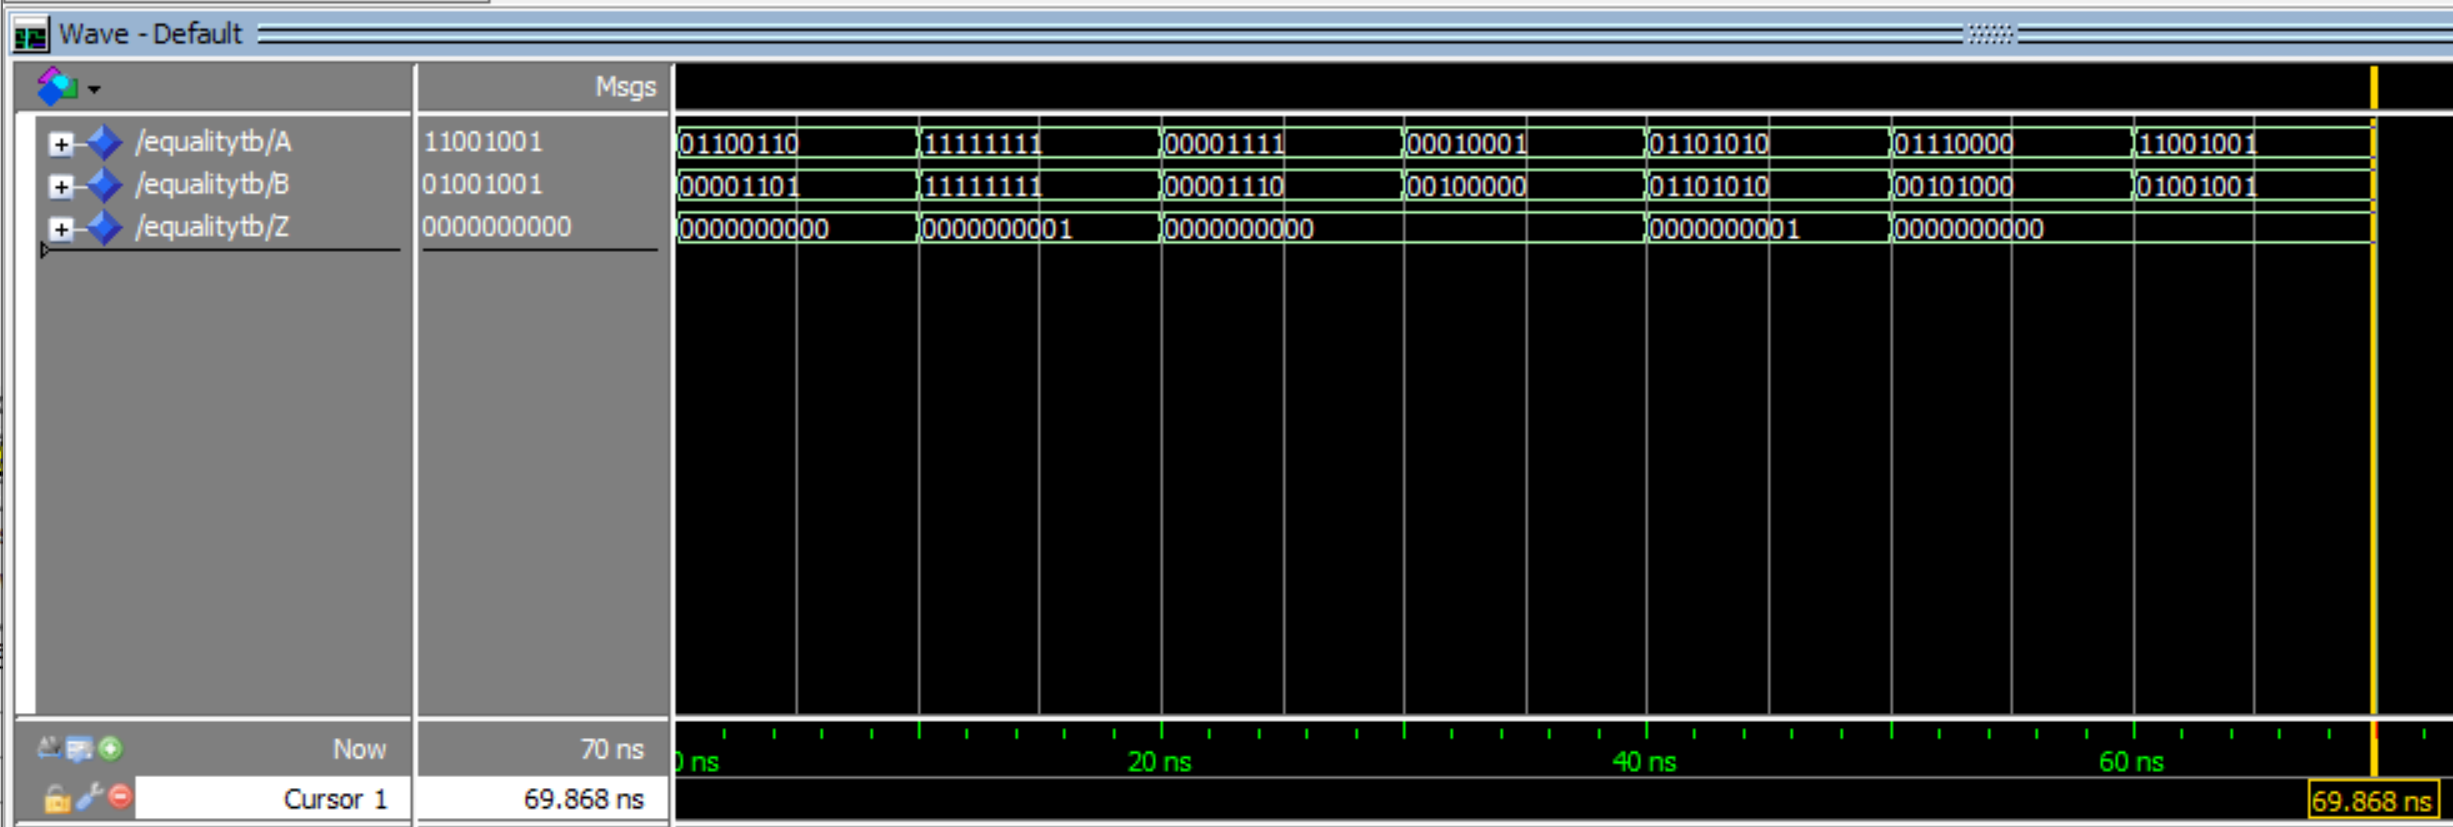 Wave - Default
Msgs
/equalitytb/A 11001001 01100110 11111111 00001111 00010001 01101010 01110000 11001001
/equalitytb/B 01001001 00001101 11111111 00001110 00100000 01101010 00101000 01001001
/equalitytb/Z 0000000000 0000000000 0000000001 0000000000 0000000001 0000000000
Now 70 ns 0 ns 20 ns 40 ns 60 ns
Cursor 1 69.868 ns 69.868 ns